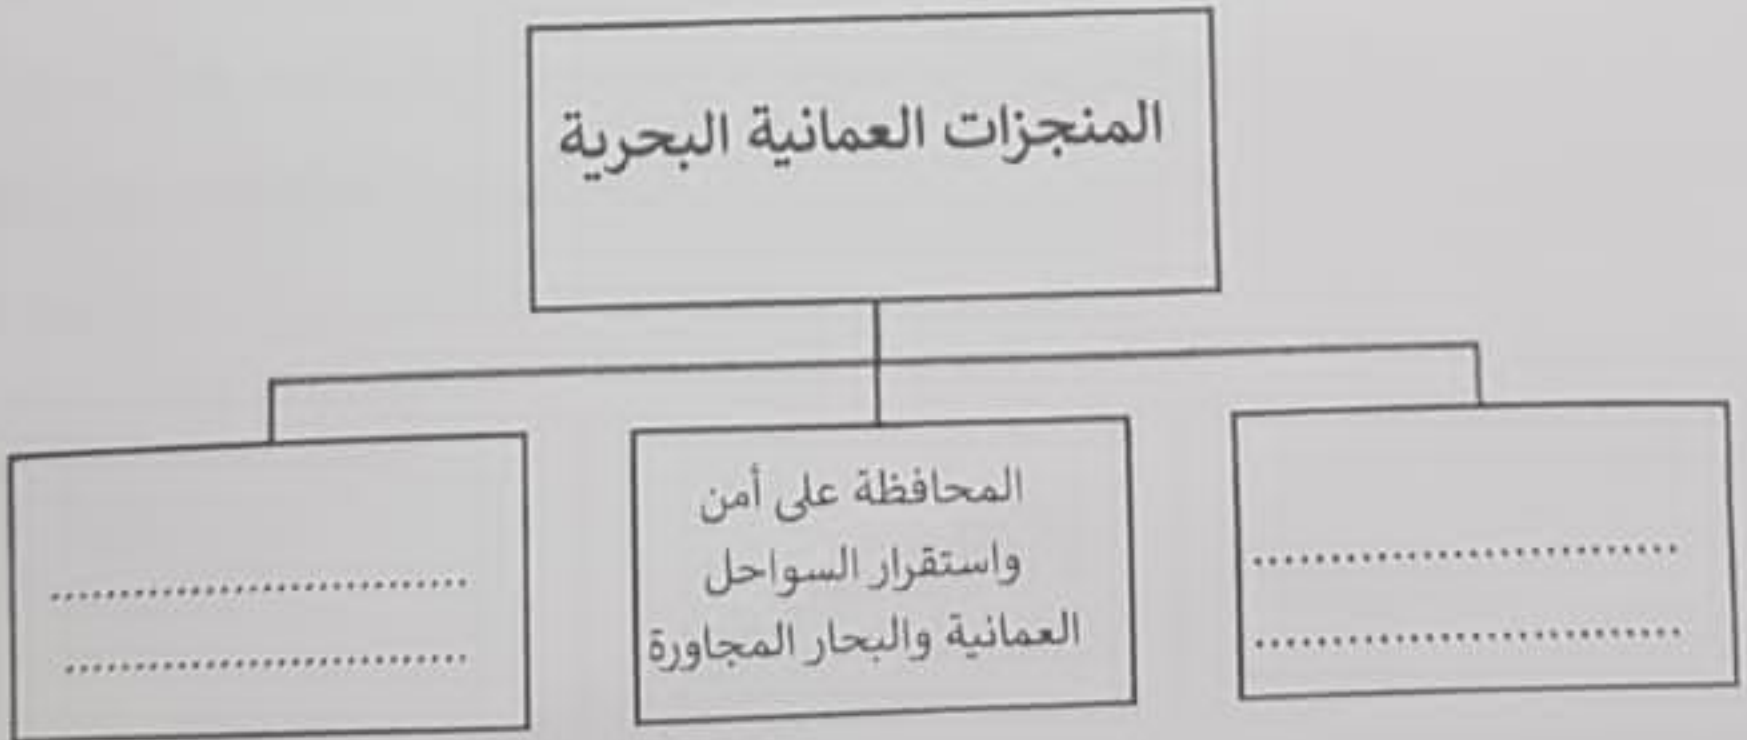 المنجزات العمانية البحرية
المحافظة على أمن
واستقرار السواحل
العمانية والبحار المجاورة